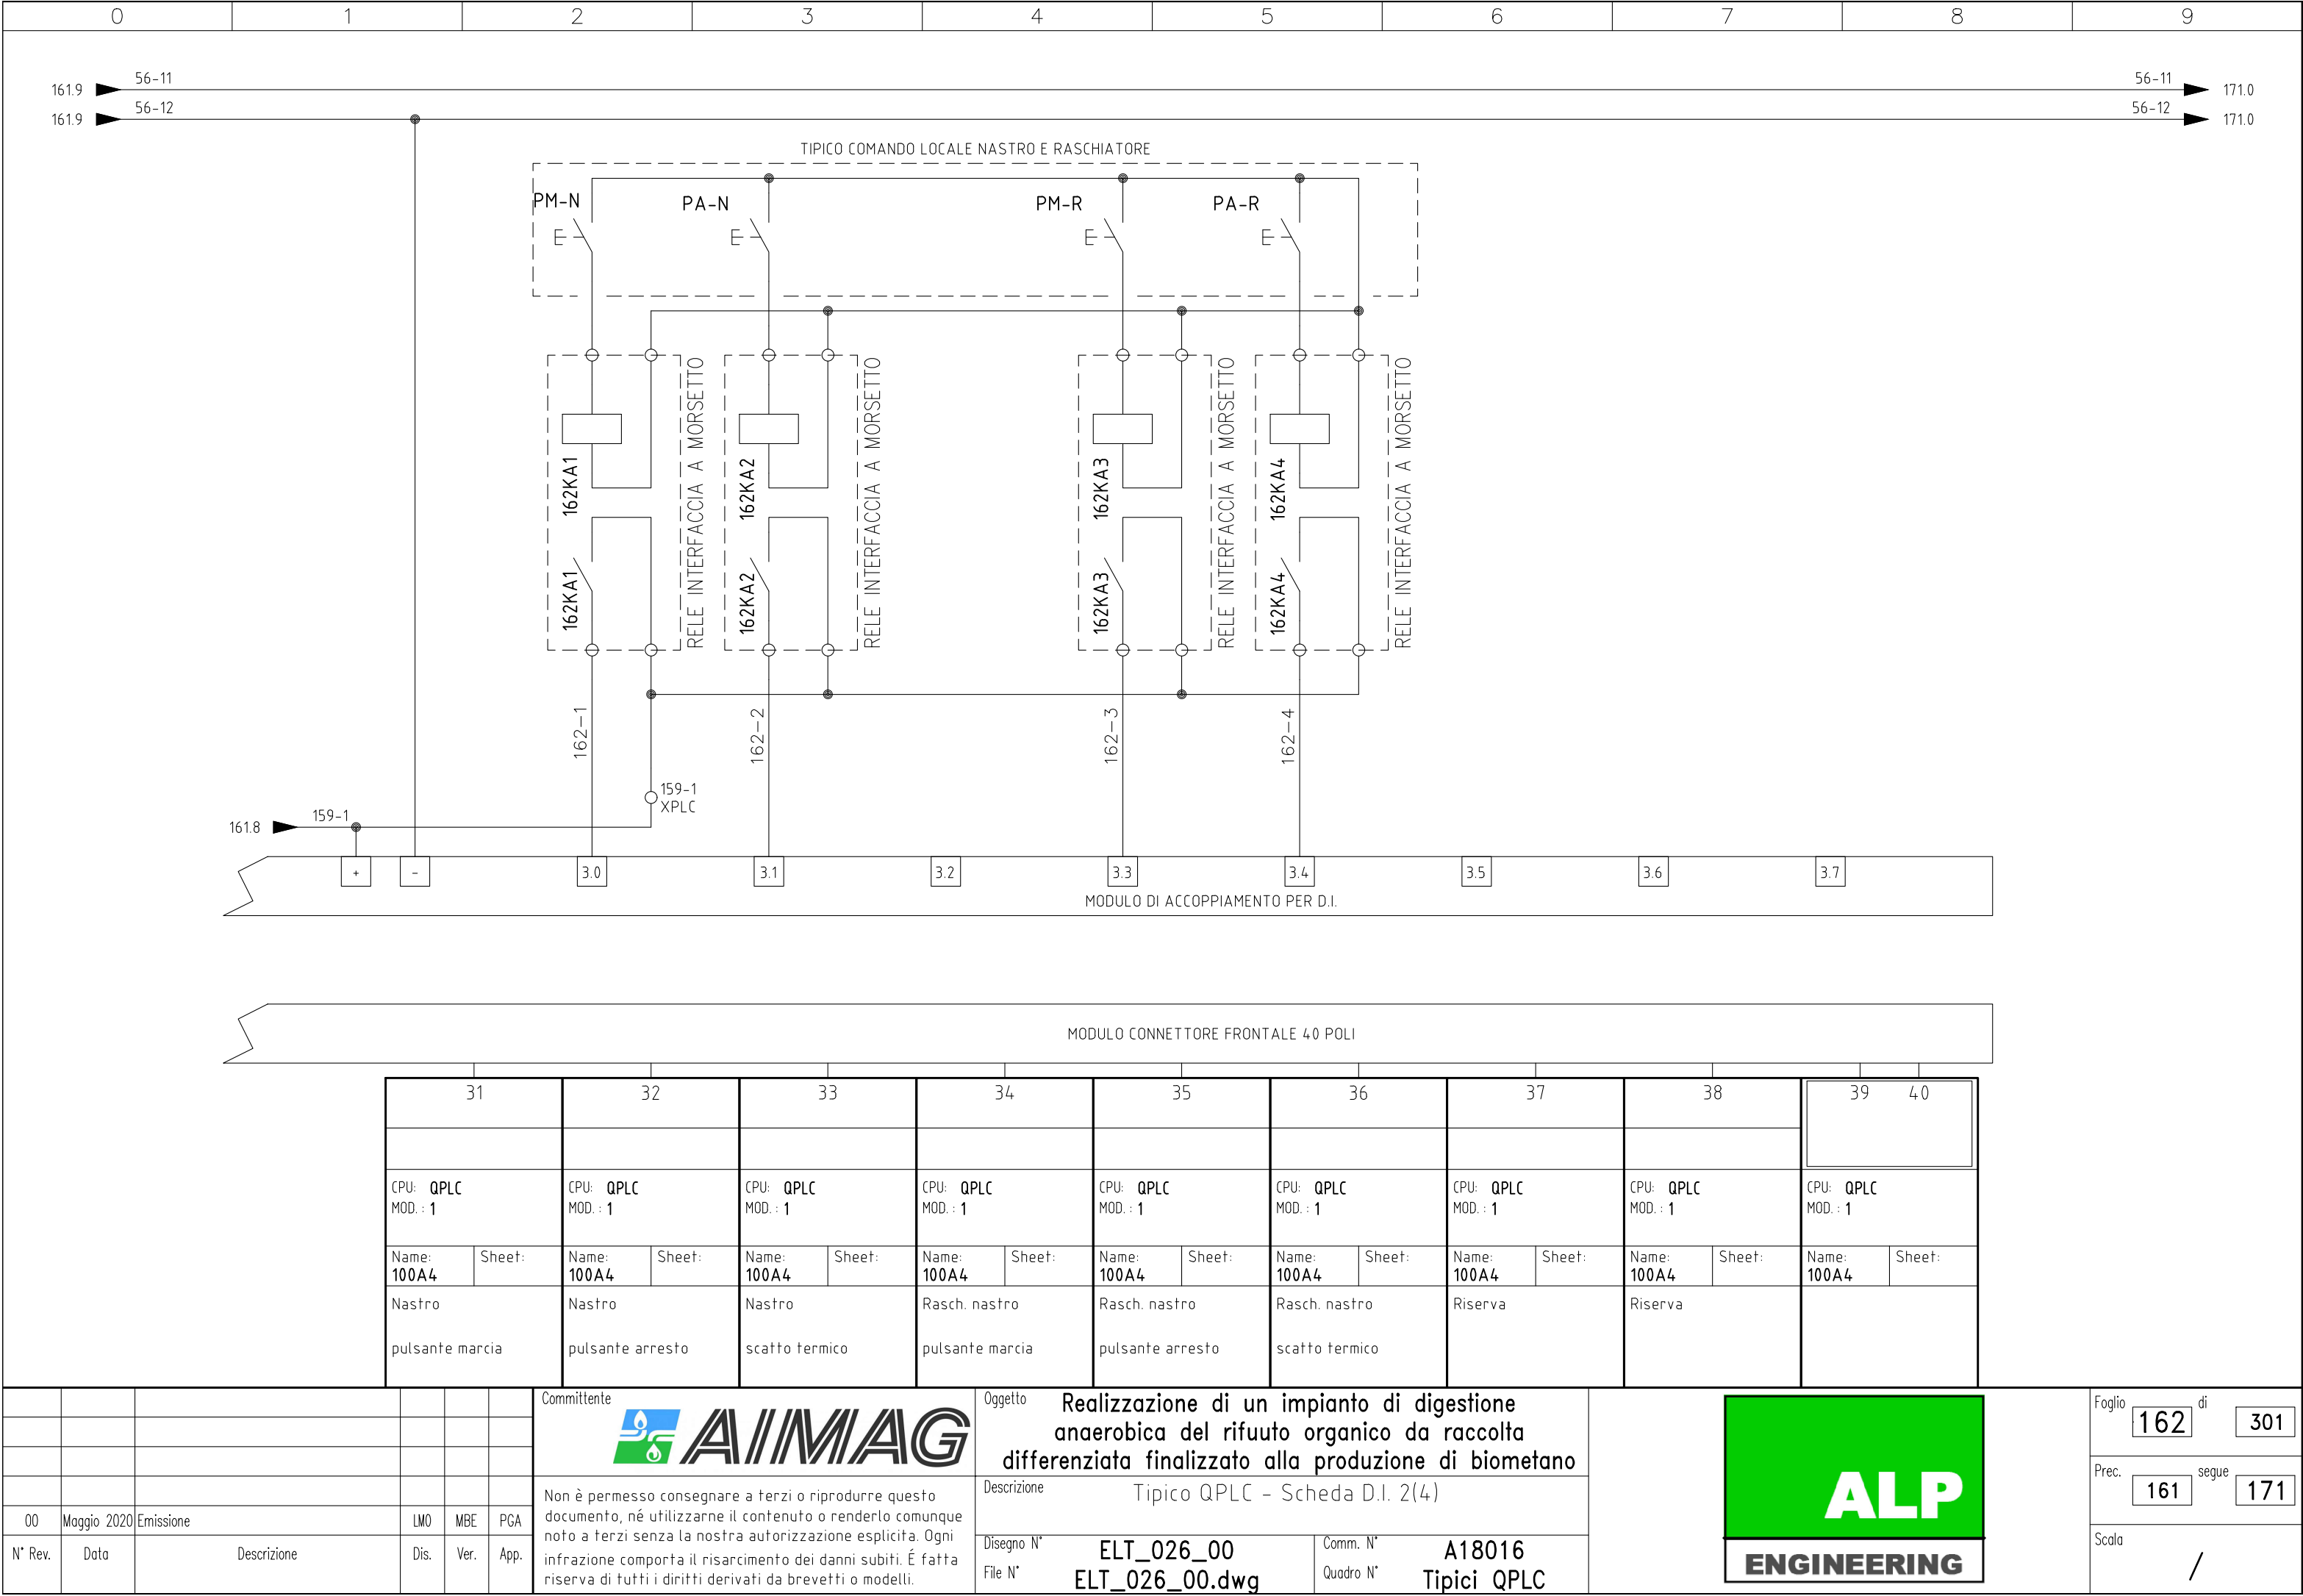 0 1 2 3 4 5 6 7 8 9
56-11 56-11
161.9 171.0
56-12 56-12
161.9 171.0
TIPICO COMANDO LOCALE NASTRO E RASCHIATORE
PM-N PA-N PM-R PA-R
RELE INTERFACCIA A MORSETTO
RELE INTERFACCIA A MORSETTO
RELE INTERFACCIA A MORSETTO
RELE INTERFACCIA A MORSETTO
162KA1 162KA2 162KA3 162KA4
162KA1 162KA2 162KA3 162KA4
162-1 162-2 162-3 162-4
159-1
XPLC
159-1
161.8
+ - 3.0 3.1 3.2 3.3 3.4 3.5 3.6 3.7
MODULO DI ACCOPPIAMENTO PER D.I.
MODULO CONNETTORE FRONTALE 40 POLI
31 32 33 34 35 36 37 38 39 40
CPU: QPLC CPU: QPLC CPU: QPLC CPU: QPLC CPU: QPLC CPU: QPLC CPU: QPLC CPU: QPLC CPU: QPLC
MOD. : 1 MOD. : 1 MOD. : 1 MOD. : 1 MOD. : 1 MOD. : 1 MOD. : 1 MOD. : 1 MOD. : 1
Name: Sheet: Name: Sheet: Name: Sheet: Name: Sheet: Name: Sheet: Name: Sheet: Name: Sheet: Name: Sheet: Name: Sheet:
100A4 100A4 100A4 100A4 100A4 100A4 100A4 100A4 100A4
Nastro Nastro Nastro Rasch. nastro Rasch. nastro Rasch. nastro Riserva Riserva
pulsante marcia pulsante arresto scatto termico pulsante marcia pulsante arresto scatto termico
00 Maggio 2020 Emissione LMO MBE PGA
N° Rev. Data Descrizione Dis. Ver. App.
Committente
AIMAG
Non è permesso consegnare a terzi o riprodurre questo
documento, né utilizzarne il contenuto o renderlo comunque
noto a terzi senza la nostra autorizzazione esplicita. Ogni
infrazione comporta il risarcimento dei danni subiti. É fatta
riserva di tutti i diritti derivati da brevetti o modelli.
Oggetto
Realizzazione di un impianto di digestione
anaerobica del rifuuto organico da raccolta
differenziata finalizzato alla produzione di biometano
Descrizione
Tipico QPLC - Scheda D.I. 2(4)
Disegno N° ELT_026_00 Comm. N° A18016
File N° ELT_026_00.dwg Quadro N° Tipici QPLC
ALP
ENGINEERING
Foglio 162 di 301
Prec. 161 segue 171
Scala /